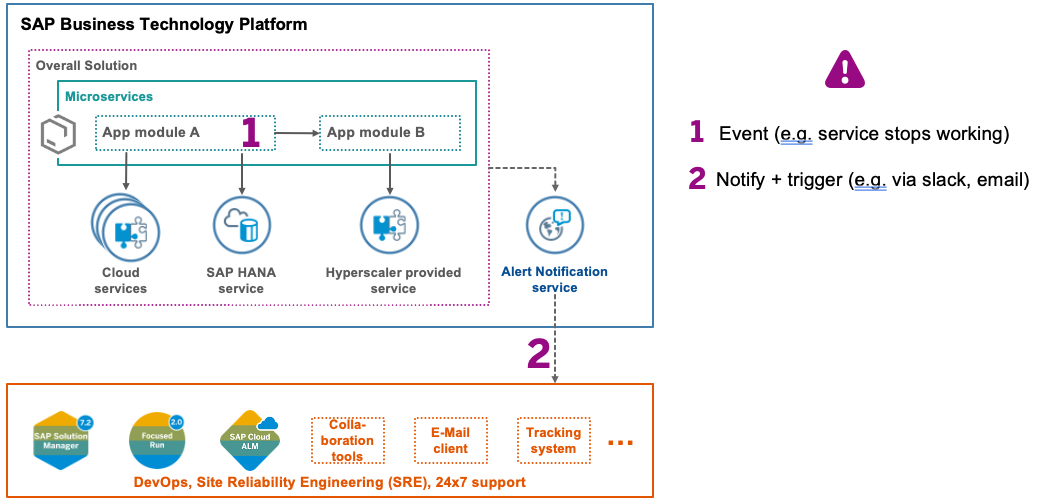 SAP Business Technology Platform
Overall Solution
Microservices
App module A
1
App module B
Cloud
services
SAP HANA
service
Hyperscaler provided
service
Alert Notification
service
2
7.2
SAP Solution
Manager
2.0
Focused
Run
SAP Cloud
ALM
Colla-
boration
tools
E-Mail
client
Tracking
system
...
DevOps, Site Reliability Engineering (SRE), 24x7 support
!
1 Event (e.g. service stops working)
2 Notify + trigger (e.g. via slack, email)